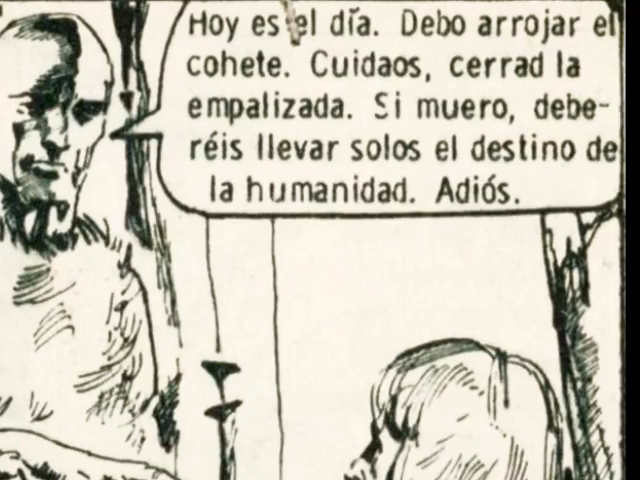 Hoy es el día. Debo arrojar el
cohete. Cuidaos, cerrad la
empalizada. Si muero, debe-
réis llevar solos el destino de
la humanidad. Adiós.